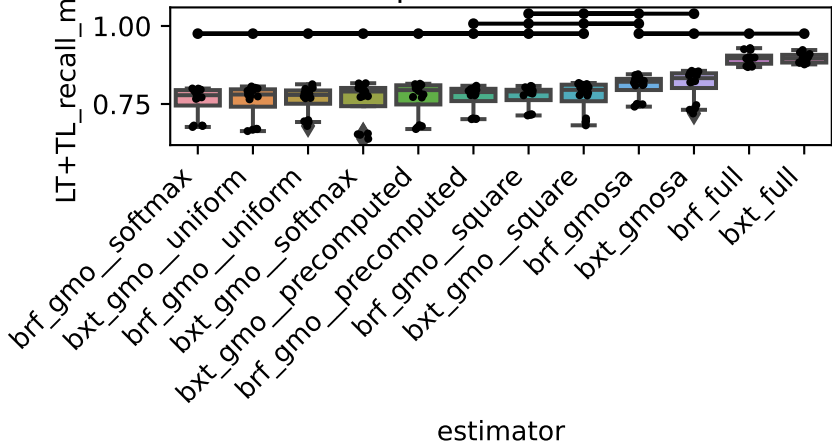 LT+TL_recall_m
1.00
0.75
brf_gmo__softmax
bxt_gmo__uniform
brf_gmo__uniform
bxt_gmo__softmax
bxt_gmo__precomputed
brf_gmo__precomputed
brf_gmo__square
bxt_gmo__square
brf_gmosa
bxt_gmosa
brf_full
bxt_full
estimator